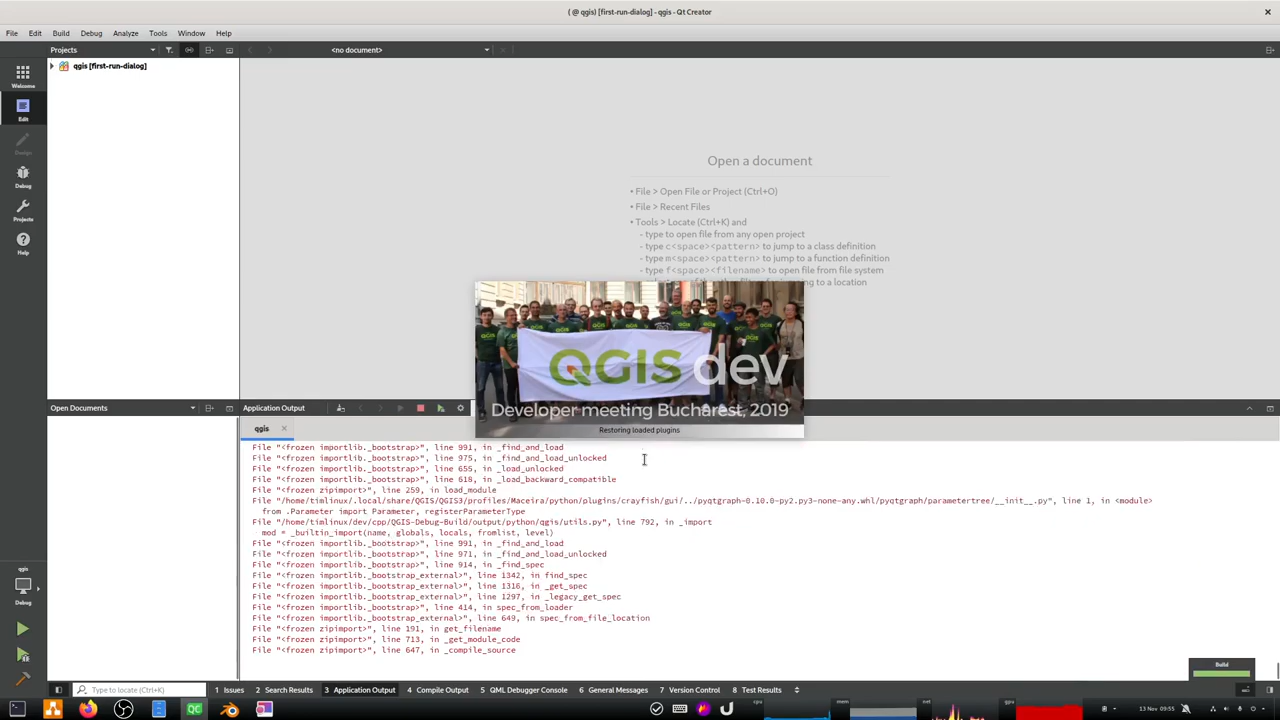 ( @ qgis) [first-run-dialog] - qgis - Qt Creator
File Edit Build Debug Analyze Tools Window Help
Projects
<no document>
Welcome
qgis [first-run-dialog]
Edit
Design
Debug
Projects
Help
Open a document
• File > Open File or Project (Ctrl+O)
• File > Recent Files
• Tools > Locate (Ctrl+K) and
- type to open file from any open project
- type c<space><pattern> to jump to a class definition
- type m<space><pattern> to jump to a function definition
- type f<space><filename> to open file from file system
going to a location
QGIS dev
Developer meeting Bucharest, 2019
Restoring loaded plugins
Open Documents
Application Output
qgis
File "<frozen importlib._bootstrap>", line 991, in _find_and_load
File "<frozen importlib._bootstrap>", line 975, in _find_and_load_unlocked
File "<frozen importlib._bootstrap>", line 655, in _load_unlocked
File "<frozen importlib._bootstrap>", line 618, in _load_backward_compatible
File "<frozen zipimport>", line 259, in load_module
File "/home/timlinux/.local/share/QGIS/QGIS3/profiles/Maceira/python/plugins/crayfish/gui/../pyqtgraph-0.10.0-py2.py3-none-any.whl/pyqtgraph/parametertree/__init__.py", line 1, in <module>
from .Parameter import Parameter, registerParameterType
File "/home/timlinux/dev/cpp/QGIS-Debug-Build/output/python/qgis/utils.py", line 792, in _import
mod = _builtin_import(name, globals, locals, fromlist, level)
File "<frozen importlib._bootstrap>", line 991, in _find_and_load
File "<frozen importlib._bootstrap>", line 971, in _find_and_load_unlocked
File "<frozen importlib._bootstrap>", line 914, in _find_spec
File "<frozen importlib._bootstrap_external>", line 1342, in find_spec
File "<frozen importlib._bootstrap_external>", line 1316, in _get_spec
File "<frozen importlib._bootstrap_external>", line 1297, in _legacy_get_spec
File "<frozen importlib._bootstrap>", line 414, in spec_from_loader
File "<frozen importlib._bootstrap_external>", line 649, in spec_from_file_location
File "<frozen zipimport>", line 191, in get_filename
File "<frozen zipimport>", line 713, in _get_module_code
File "<frozen zipimport>", line 647, in _compile_source
qgis
Debug
Build
Type to locate (Ctrl+K)
1 Issues
2 Search Results
3 Application Output
4 Compile Output
5 QML Debugger Console
6 General Messages
7 Version Control
8 Test Results
cpu
mem
net
gpu
13 Nov 09:55